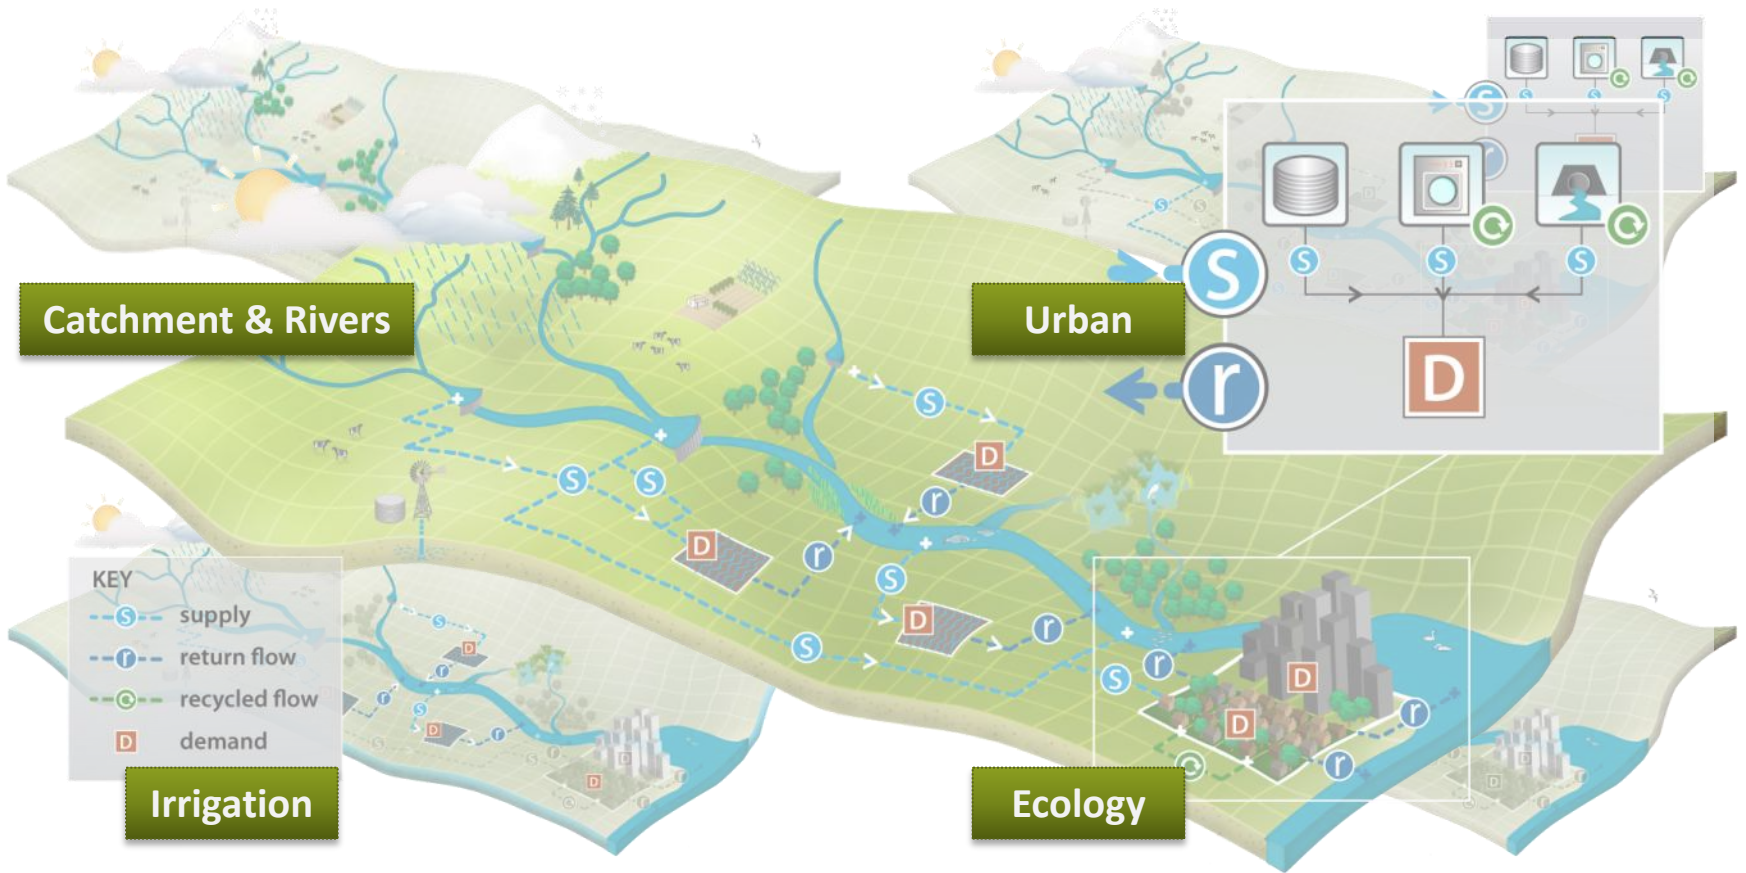 Catchment & Rivers
Urban
S
S
S
S
r
D
S
D
S
S
r
D
r
S
D
r
S
r
S
D
D
r
r
KEY
S supply
r return flow
recycled flow
D demand
S
D
r
r
S
D
r
D
D
Irrigation
Ecology